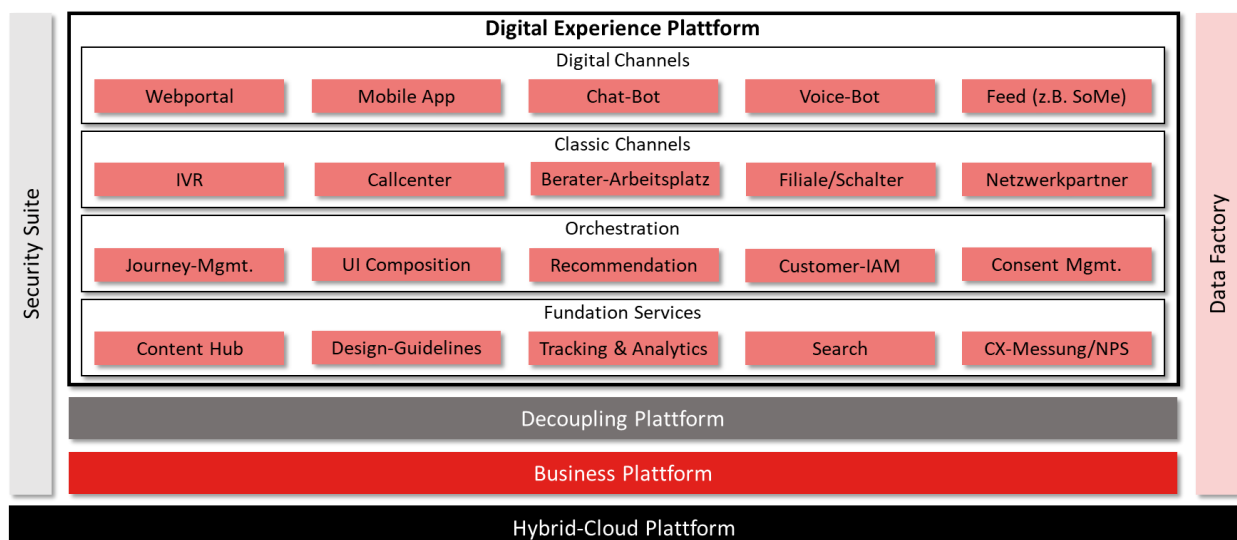 Digital Experience Plattform
Digital Channels
Webportal
Mobile App
Chat-Bot
Voice-Bot
Feed (z.B. SoMe)
Classic Channels
IVR
Callcenter
Berater-Arbeitsplatz
Filiale/Schalter
Netzwerkpartner
Orchestration
Journey-Mgmt.
UI Composition
Recommendation
Customer-IAM
Consent Mgmt.
Fundation Services
Content Hub
Design-Guidelines
Tracking & Analytics
Search
CX-Messung/NPS
Security Suite
Data Factory
Decoupling Plattform
Business Plattform
Hybrid-Cloud Plattform